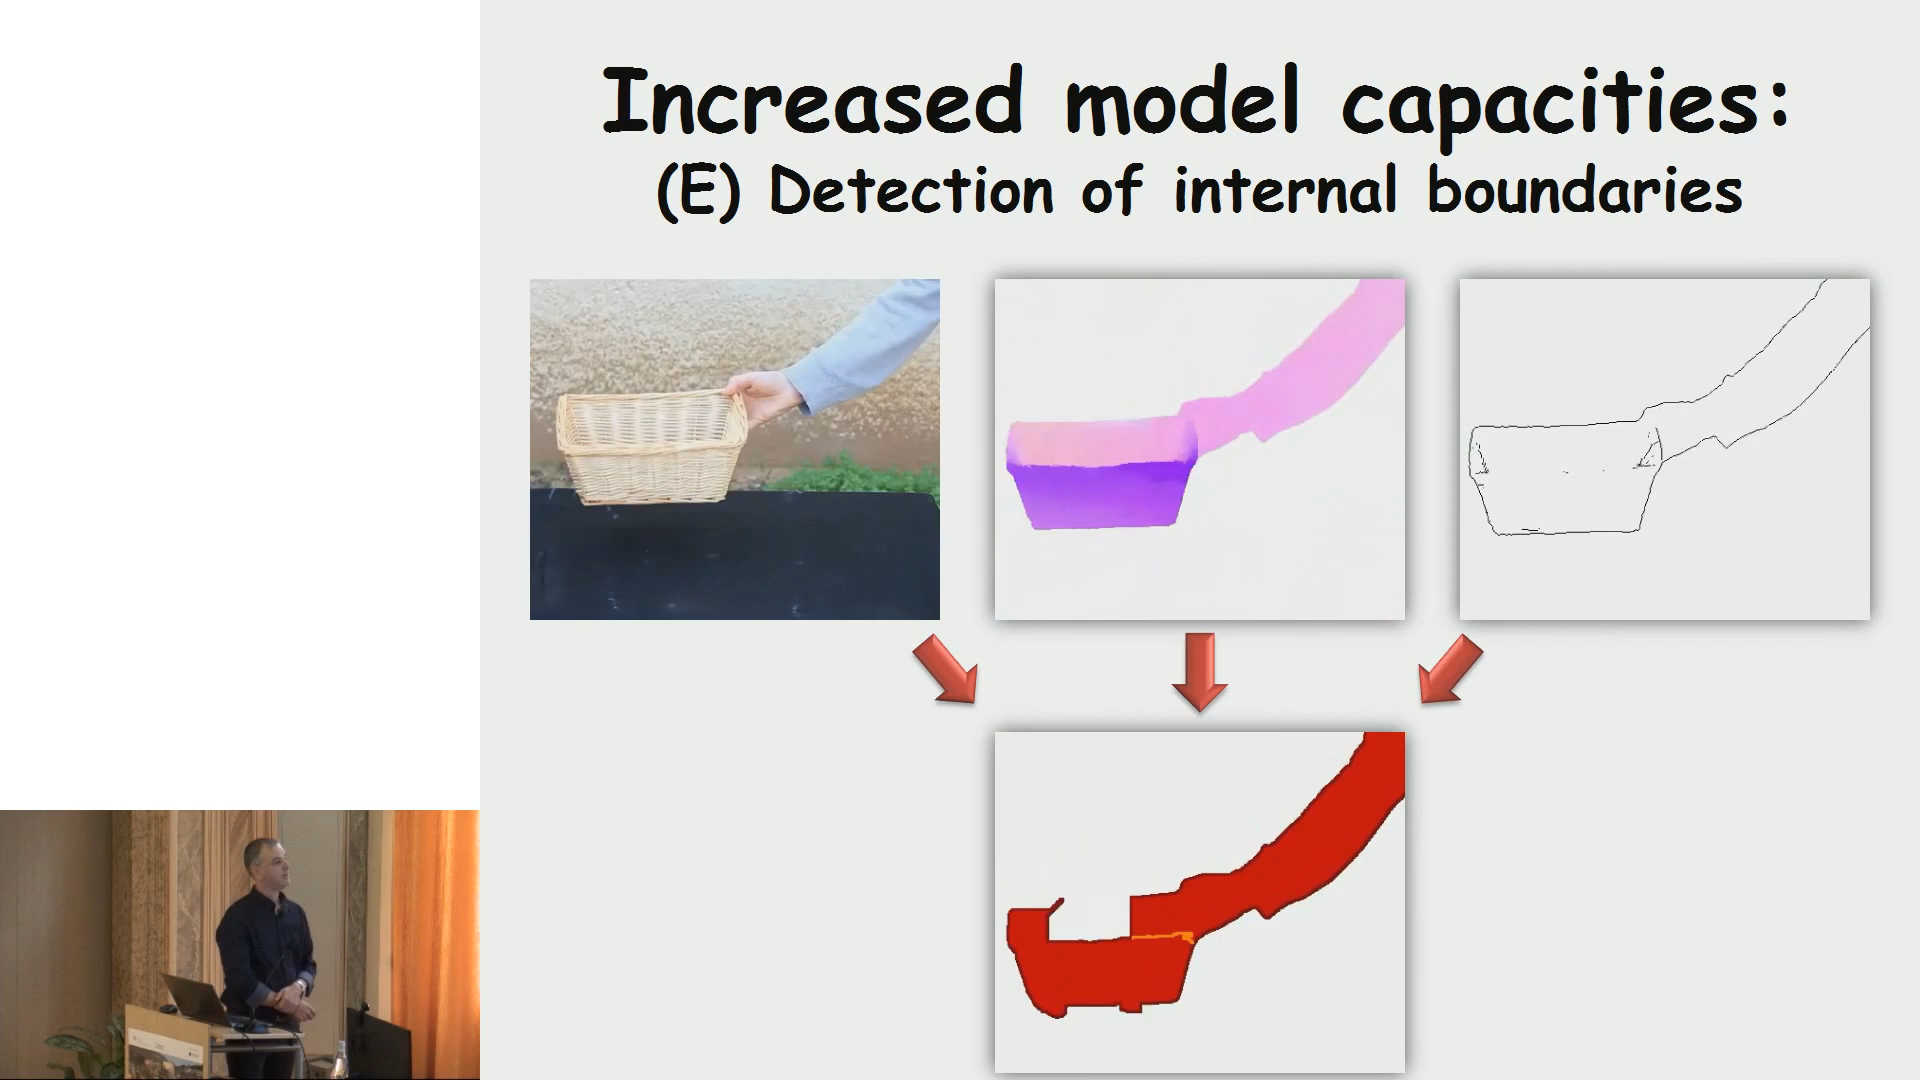 Increased model capacities:
(E) Detection of internal boundaries